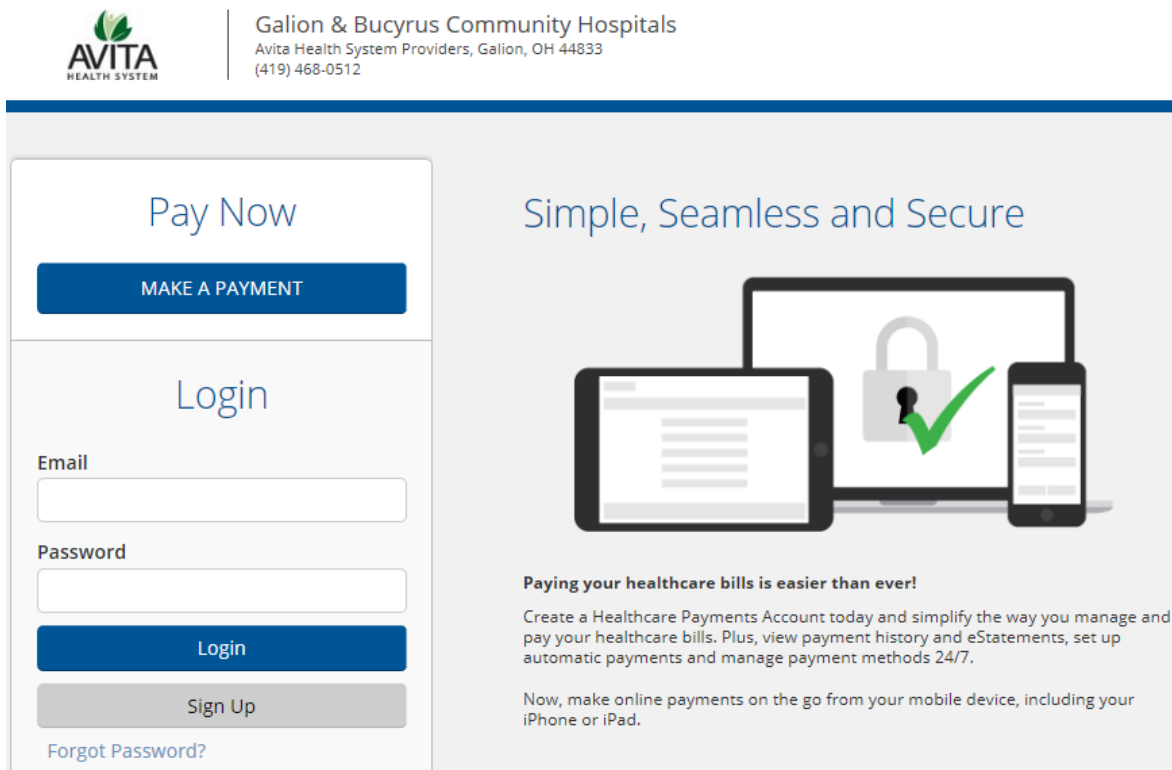 AVITA
HEALTH SYSTEM
Galion & Bucyrus Community Hospitals
Avita Health System Providers, Galion, OH 44833
(419) 468-0512
Pay Now
MAKE A PAYMENT
Login
Email
Password
Login
Sign Up
Forgot Password?
Simple, Seamless and Secure
Paying your healthcare bills is easier than ever!
Create a Healthcare Payments Account today and simplify the way you manage and
pay your healthcare bills. Plus, view payment history and eStatements, set up
automatic payments and manage payment methods 24/7.
Now, make online payments on the go from your mobile device, including your
iPhone or iPad.